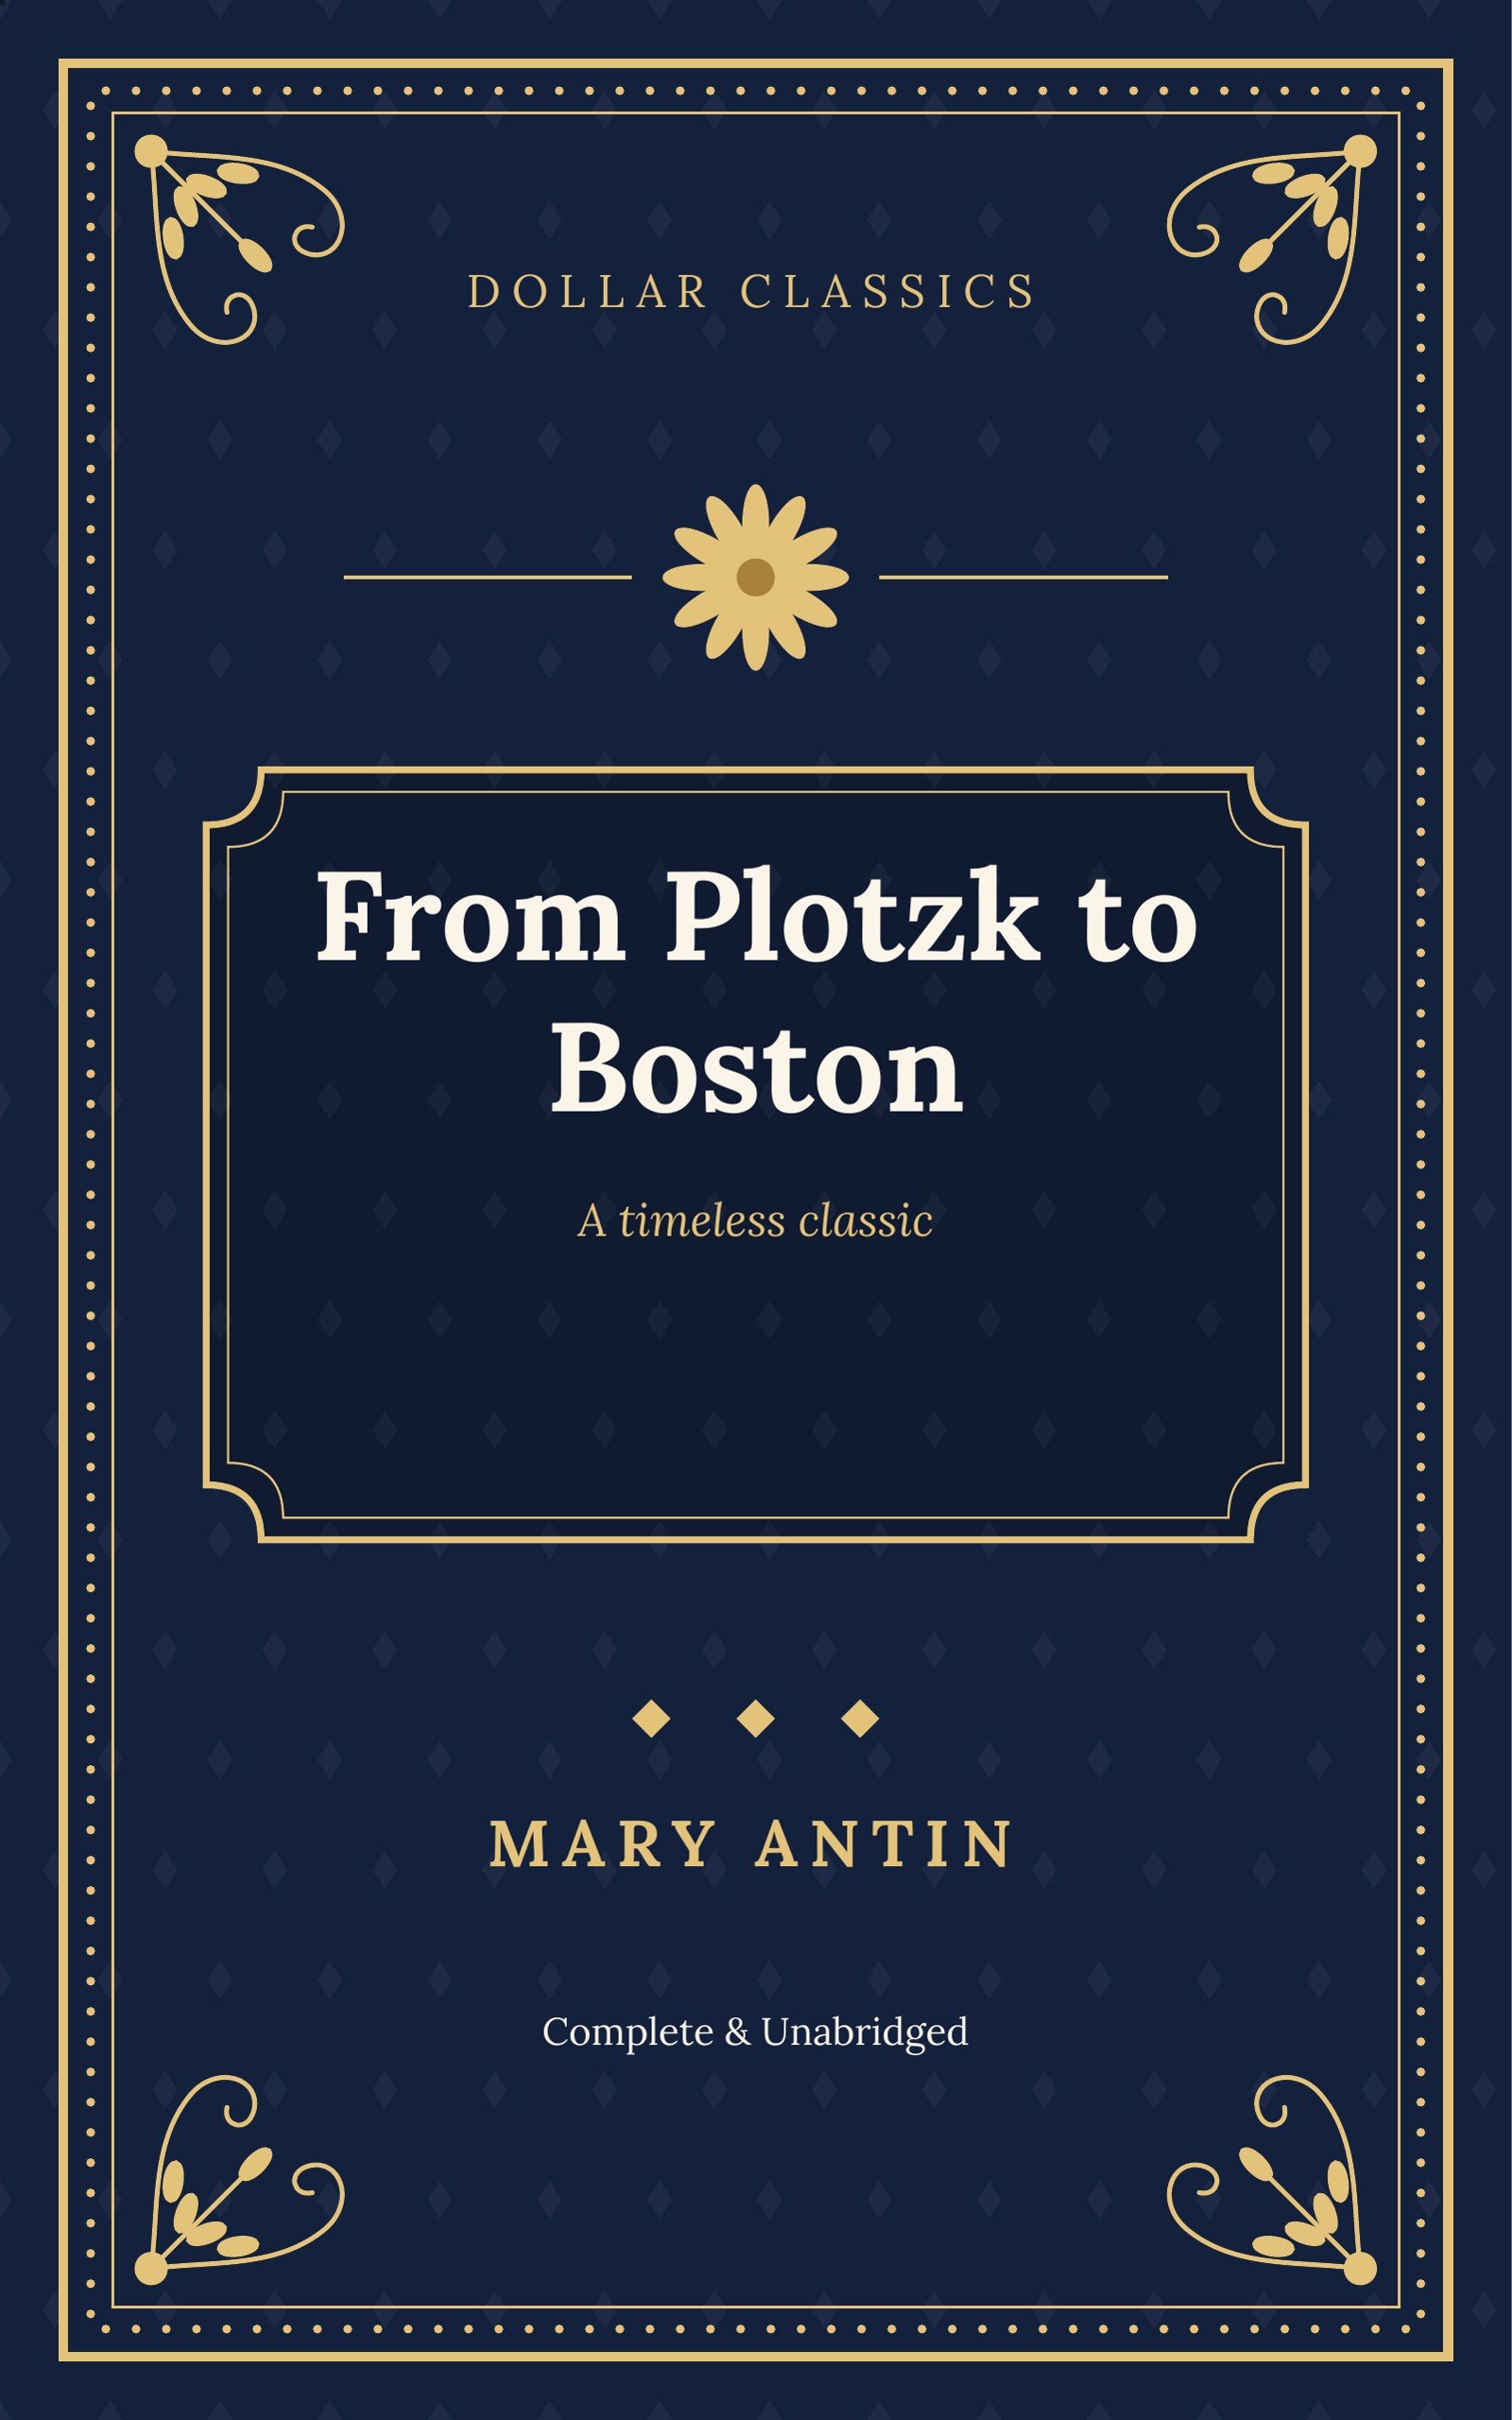 DOLLAR CLASSICS
From Plotzk to
Boston
A timeless classic
MARY ANTIN
Complete & Unabridged